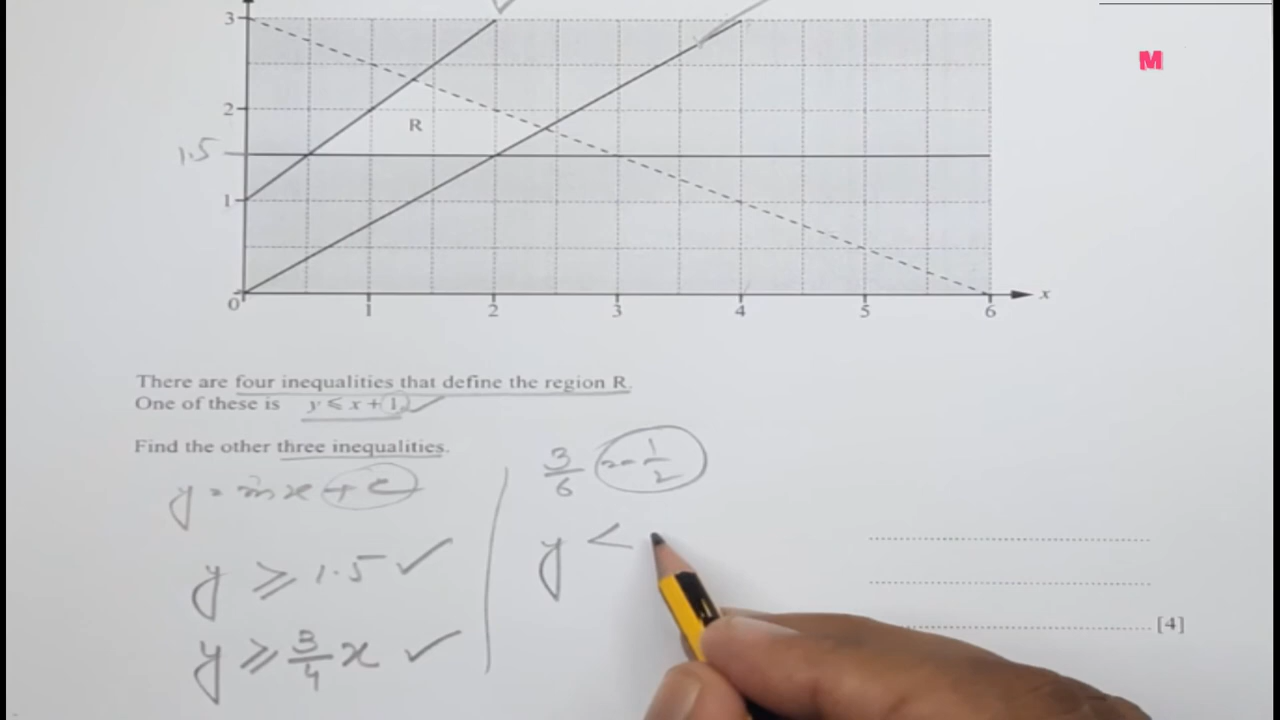 M
3
2
R
1.5
1
0
1 2 3 4 5 6 x
There are four inequalities that define the region R.
One of these is y ⩽ x + 1.
Find the other three inequalities.
y = mx + c
y ⩾ 1.5 ✓
y ⩾ 3/4 x ✓
3/6 = - 1/2
y <
[4]